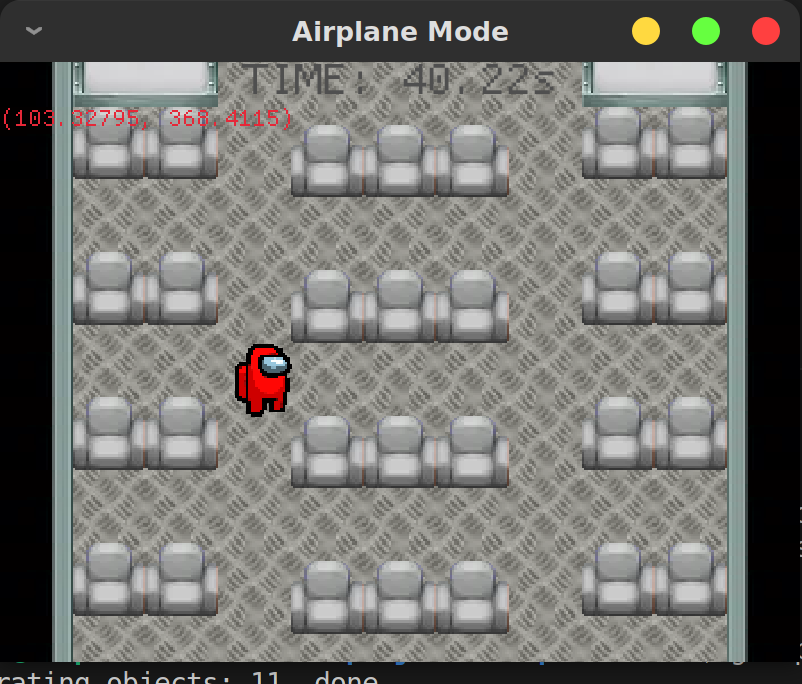 Airplane Mode
TIME: 40.22s
(103.32795, 368.4115)
rating objects: 11, done